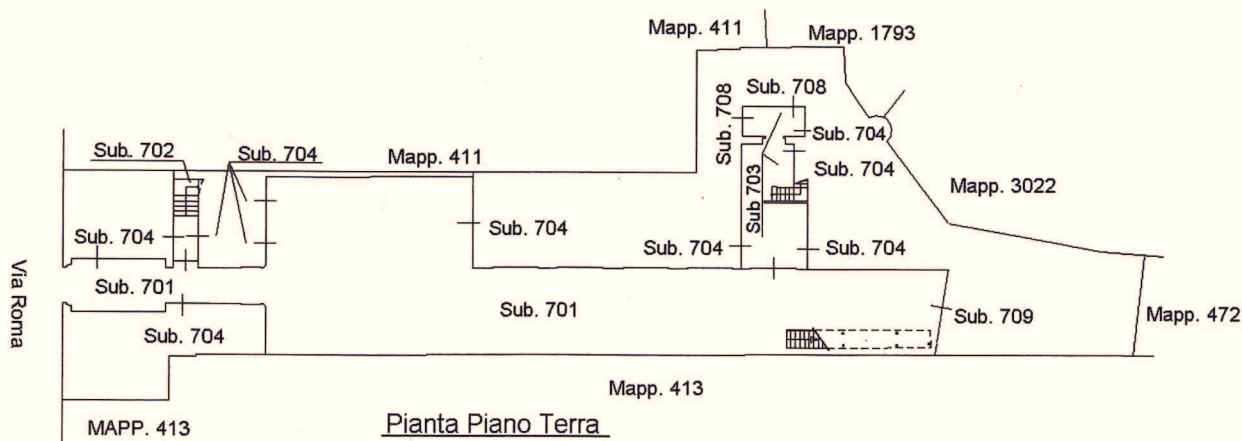 Mapp. 411
Mapp. 1793
Sub. 708
Sub. 708
Sub. 704
Sub. 702
Sub. 704
Mapp. 411
Sub. 704
Sub 703
Mapp. 3022
Sub. 704
Sub. 704
Sub. 704
Sub. 704
Via Roma
Sub. 701
Sub. 701
Sub. 709
Mapp. 472
Sub. 704
Mapp. 413
MAPP. 413
Pianta Piano Terra